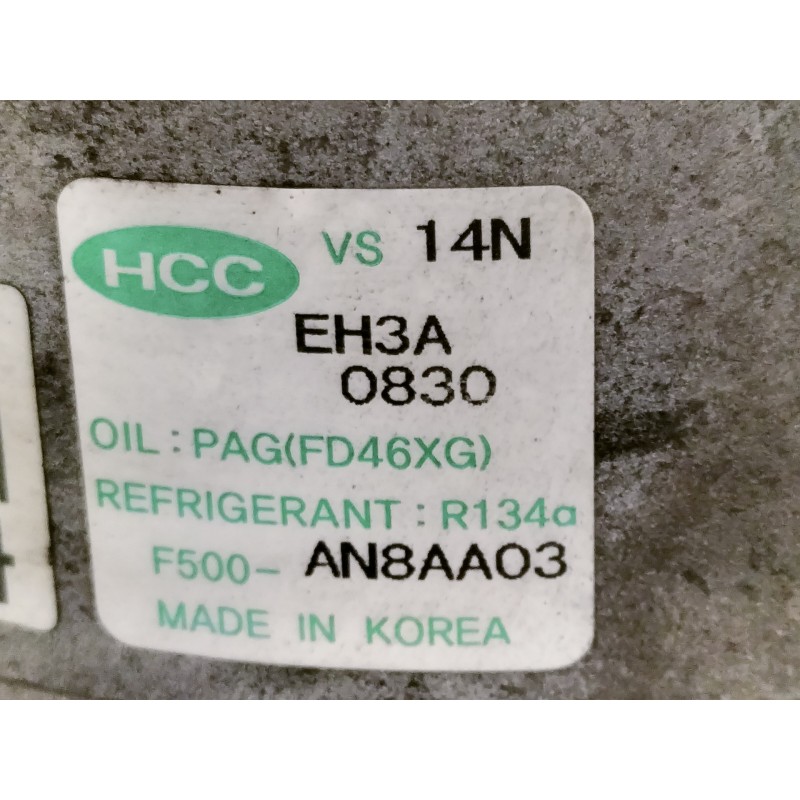 HCC VS 14N
EH3A
0830
OIL : PAG(FD46XG)
REFRIGERANT : R134a
F500- AN8AA03
MADE IN KOREA